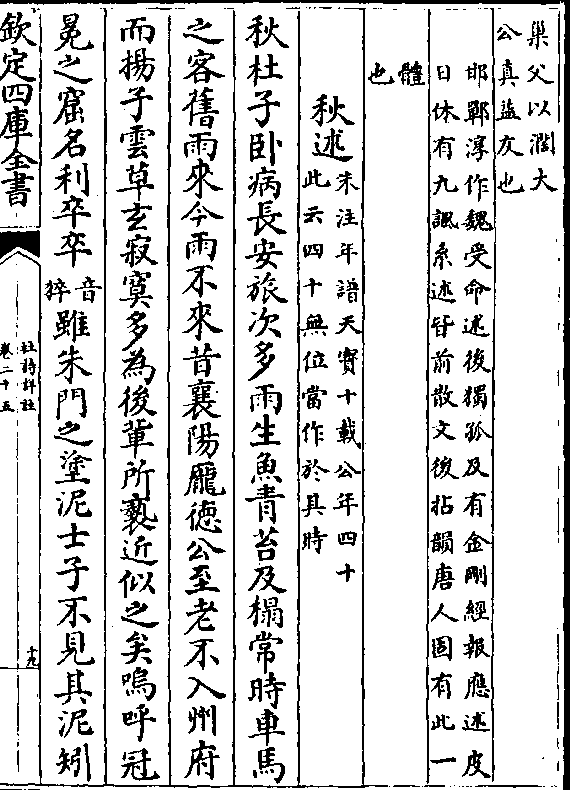 巢父以潤大
公真益友也
邯鄲淳作魏受命述後獨孤及有金剛經報應述皮
日休有九諷系述皆前散文後拈韻唐人固有此一
體
也
秋述
朱注年譜天寶十載公年四十
此云四十無位當作於其時
秋杜子卧病長安旅次多雨生魚青苔及榻常時車馬
之客舊雨來今雨不來昔襄陽龐徳公至老不入州府
而揚子雲草玄寂寞多為後軰所褻近似之矣嗚呼冠
冕之窟名利卒卒
音
猝
雖朱門之塗泥士子不見其泥矧
欽定四庫全書
杜詩詳註
卷二十五
十九